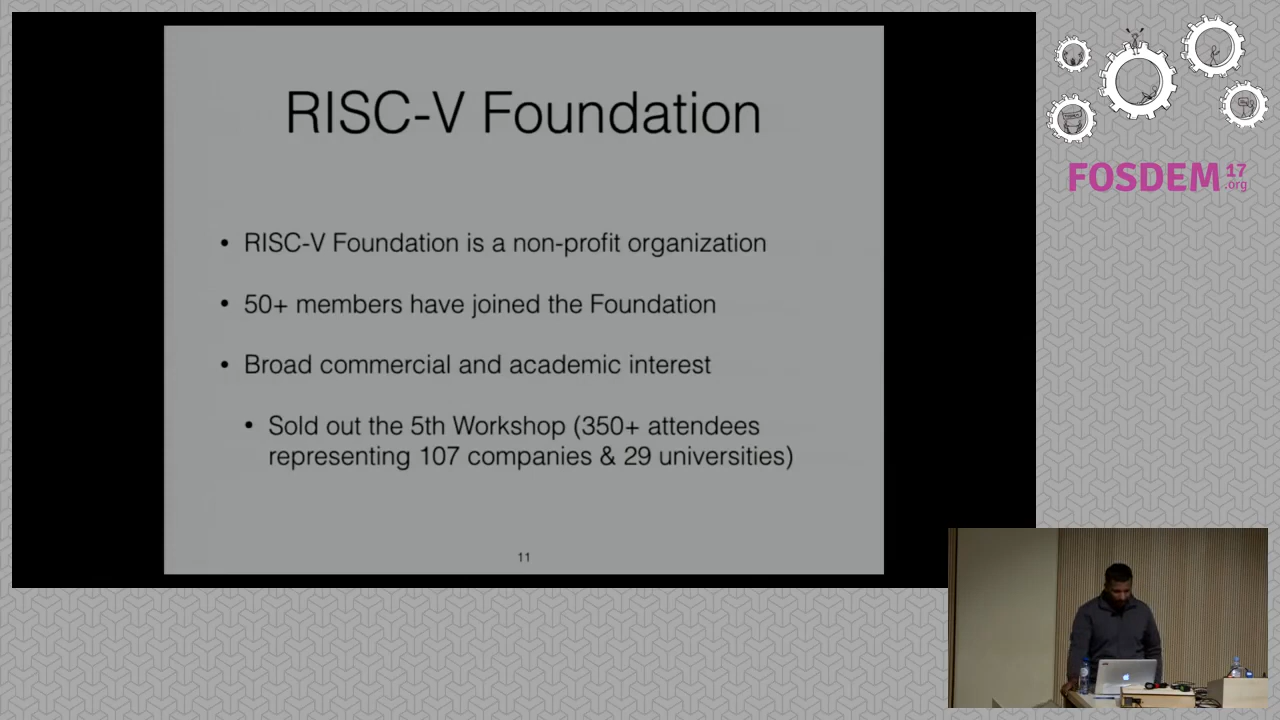 RISC-V Foundation
• RISC-V Foundation is a non-profit organization
• 50+ members have joined the Foundation
• Broad commercial and academic interest
• Sold out the 5th Workshop (350+ attendees
representing 107 companies & 29 universities)
11
FOSDEM 17
.org